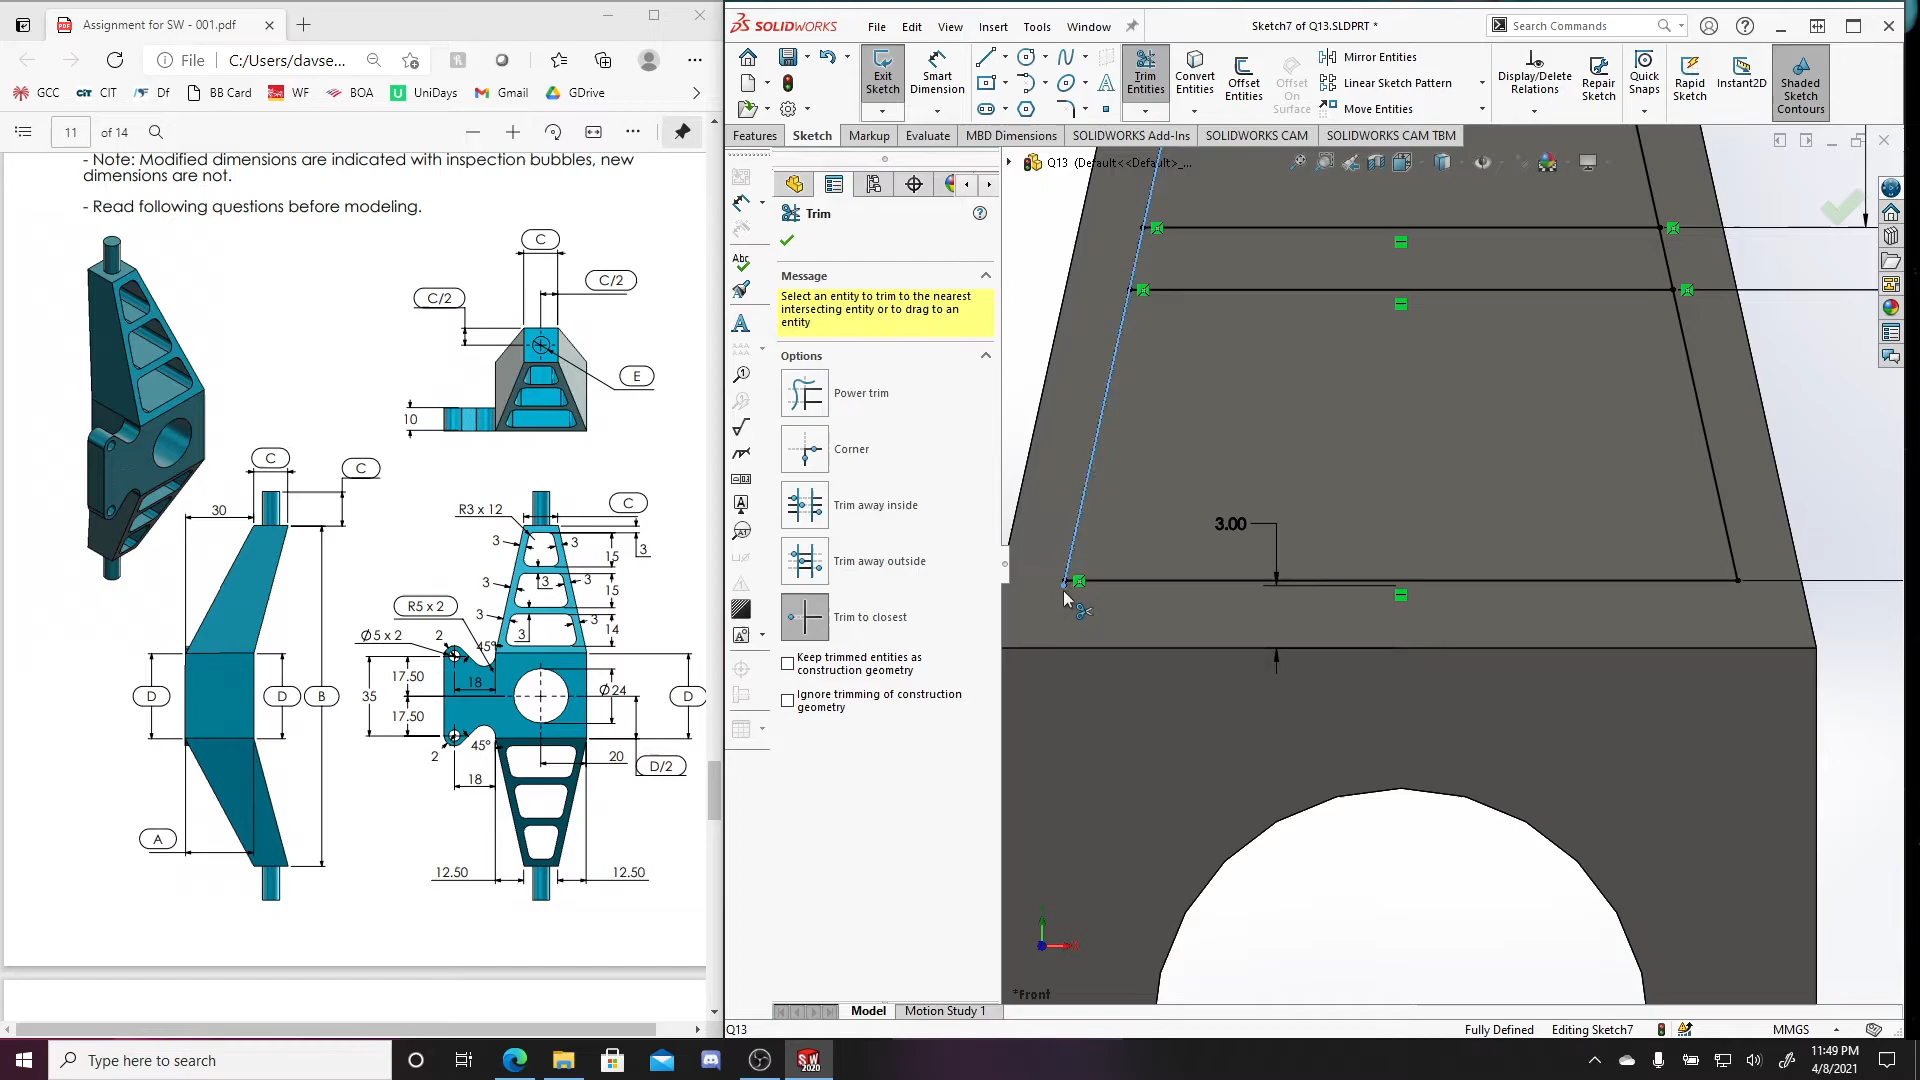 Assignment for SW - 001.pdf
File
C:/Users/davse...
GCC
CIT
Df
BB Card
WF
BOA
UniDays
Gmail
GDrive
11
of 14
- Note: Modified dimensions are indicated with inspection bubbles, new
dimensions are not.
- Read following questions before modeling.
C
C/2
C/2
E
10
C
C
30
D
D
B
A
C
R3 x 12
3
3
3
15
3
3
3
15
3
3
3
14
R5 x 2
Ø5 x 2
2
45°
17.50
18
35
Ø24
D
17.50
2
45°
20
D/2
18
12.50
12.50
SOLIDWORKS
File
Edit
View
Insert
Tools
Window
Sketch7 of Q13.SLDPRT *
Search Commands
Exit
Sketch
Smart
Dimension
Trim
Entities
Convert
Entities
Offset
Entities
Offset
On
Surface
Mirror Entities
Linear Sketch Pattern
Move Entities
Display/Delete
Relations
Repair
Sketch
Quick
Snaps
Rapid
Sketch
Instant2D
Shaded
Sketch
Contours
Features
Sketch
Markup
Evaluate
MBD Dimensions
SOLIDWORKS Add-Ins
SOLIDWORKS CAM
SOLIDWORKS CAM TBM
Q13 (Default<<Default>_...
Trim
Message
Select an entity to trim to the nearest
intersecting entity or to drag to an
entity
Options
Power trim
Corner
Trim away inside
Trim away outside
Trim to closest
Keep trimmed entities as
construction geometry
Ignore trimming of construction
geometry
3.00
*Front
Model
Motion Study 1
Q13
Fully Defined
Editing Sketch7
MMGS
Type here to search
11:49 PM
4/8/2021